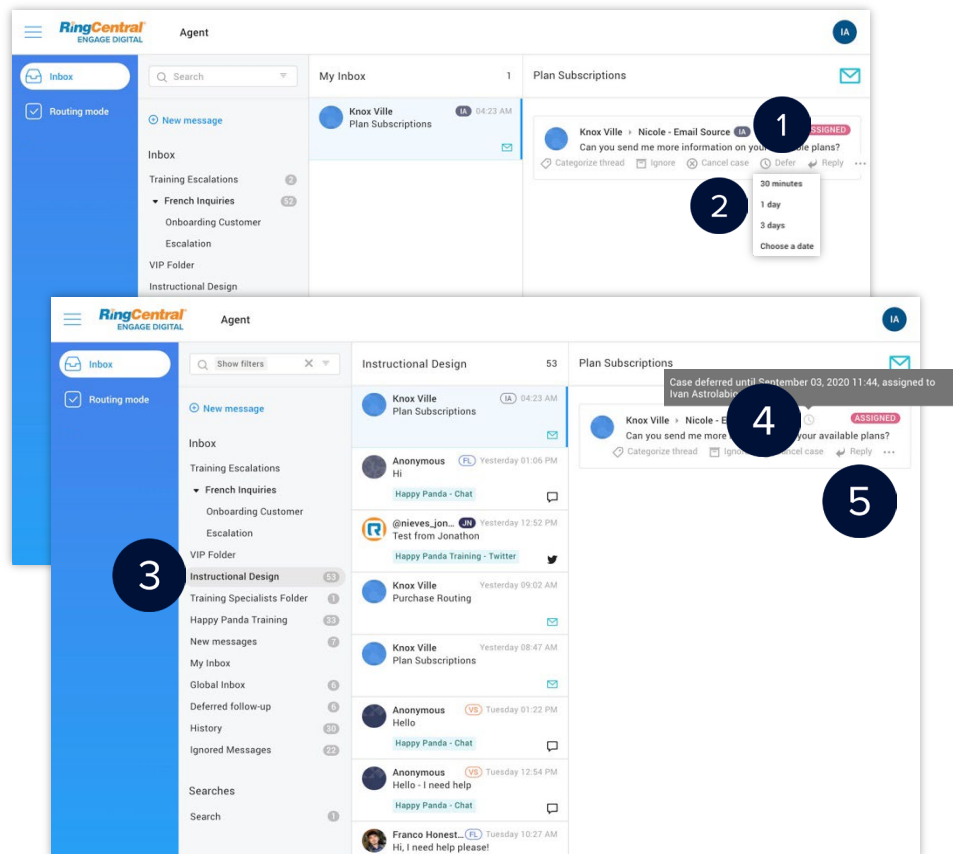 RingCentral
ENGAGE DIGITAL
Agent
IA
Inbox
Routing mode
Search
New message
Inbox
Training Escalations 2
French Inquiries 52
Onboarding Customer
Escalation
VIP Folder
Instructional Design
My Inbox 1
Knox Ville IA 04:23 AM
Plan Subscriptions
Plan Subscriptions
1
Knox Ville › Nicole - Email Source IA ASSIGNED
Can you send me more information on your plans?
Categorize thread Ignore Cancel case Defer Reply
2
30 minutes
1 day
3 days
Choose a date
RingCentral
ENGAGE DIGITAL
Agent
IA
Inbox
Routing mode
Show filters
New message
Inbox
Training Escalations
French Inquiries
Onboarding Customer
Escalation
VIP Folder
3
Instructional Design 53
Training Specialists Folder 1
Happy Panda Training 33
New messages 7
My Inbox
Global Inbox 6
Deferred follow-up 6
History 30
Ignored Messages 22
Searches
Search 1
Instructional Design 53
Knox Ville IA 04:23 AM
Plan Subscriptions
Anonymous FL Yesterday 01:06 PM
Hi
Happy Panda - Chat
@nieves_jon... JN Yesterday 12:52 PM
Test from Jonathon
Happy Panda Training - Twitter
Knox Ville Yesterday 09:02 AM
Purchase Routing
Knox Ville Yesterday 08:47 AM
Plan Subscriptions
Anonymous VS Tuesday 01:22 PM
Hello
Happy Panda - Chat
Anonymous VS Tuesday 12:54 PM
Hello - I need help
Happy Panda - Chat
Franco Honest... FL Tuesday 10:27 AM
Hi, I need help please!
Plan Subscriptions
Case deferred until September 03, 2020 11:44, assigned to
Ivan
4
Knox Ville › Nicole - ASSIGNED
Can you send me more your available plans?
Categorize thread case Reply
5